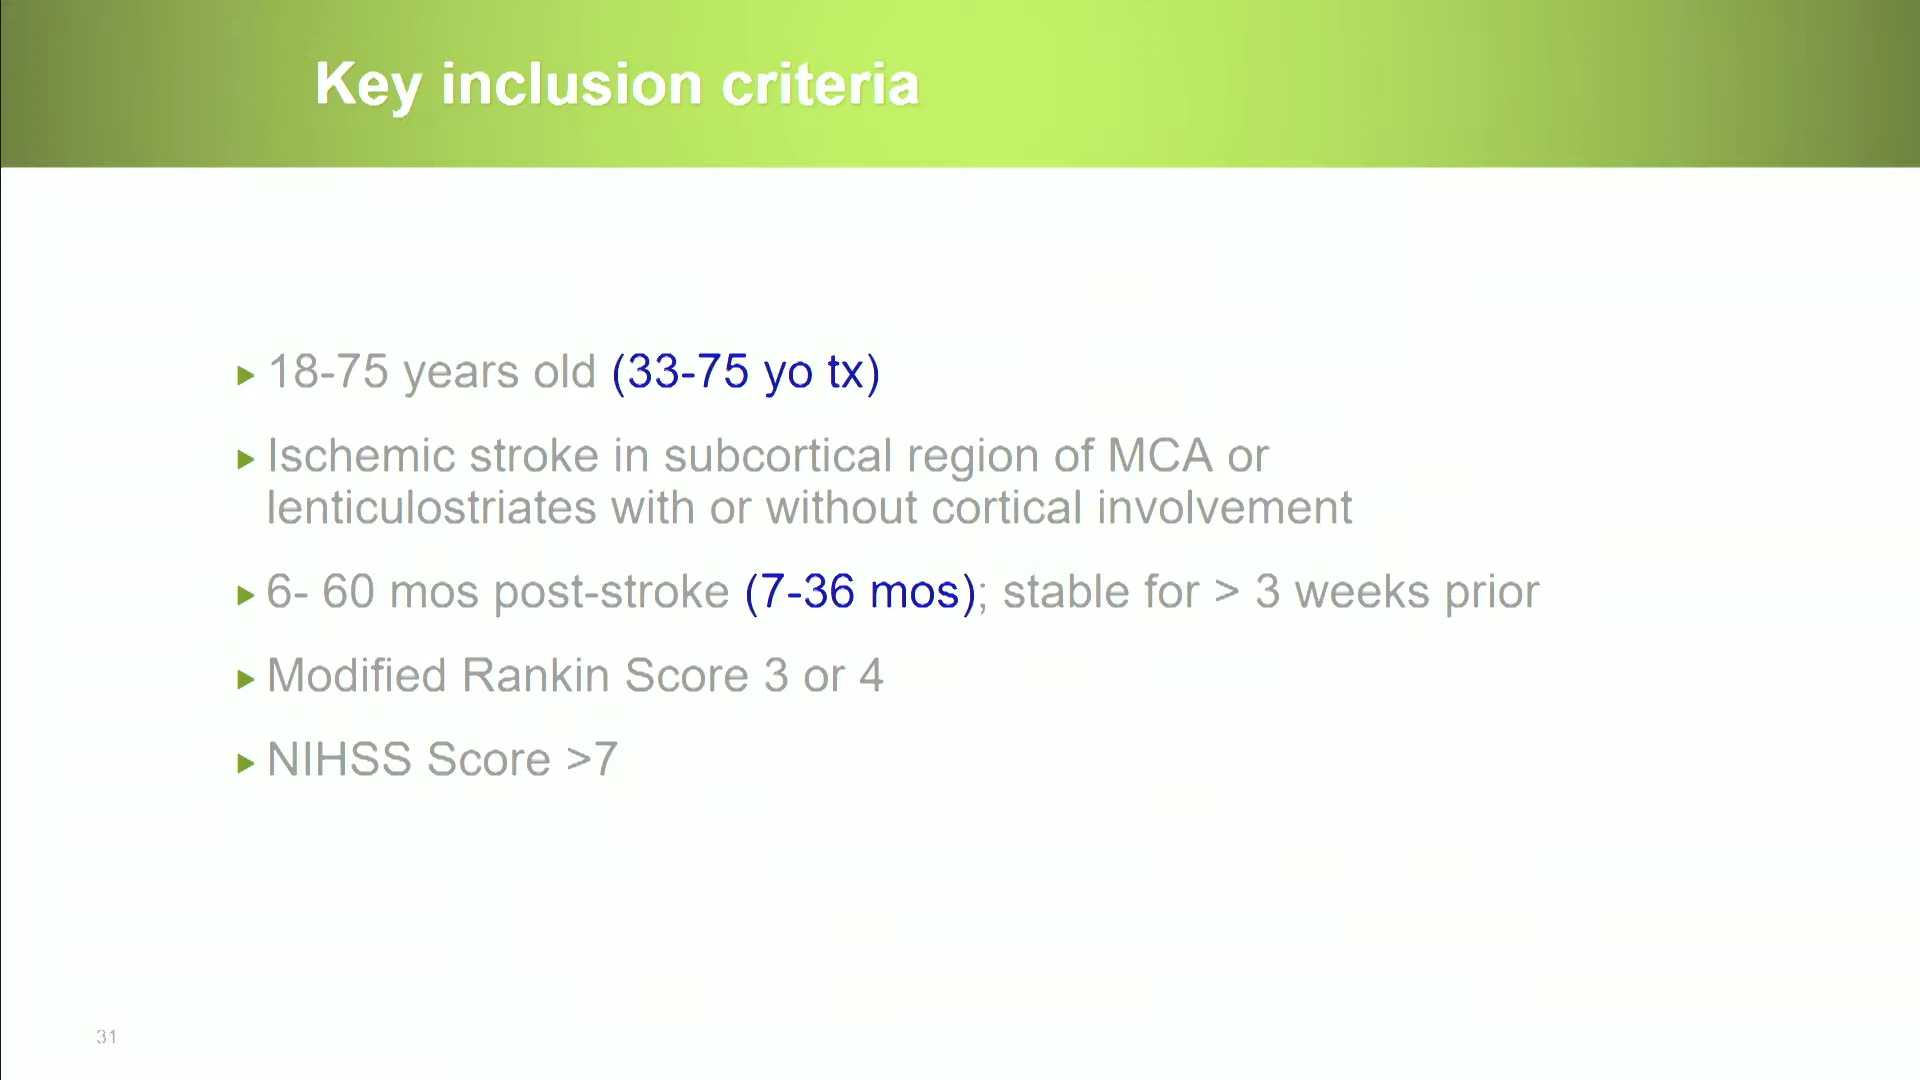 Key inclusion criteria
18-75 years old (33-75 yo tx)
Ischemic stroke in subcortical region of MCA or
lenticulostriates with or without cortical involvement
6- 60 mos post-stroke (7-36 mos); stable for > 3 weeks prior
Modified Rankin Score 3 or 4
NIHSS Score >7
31